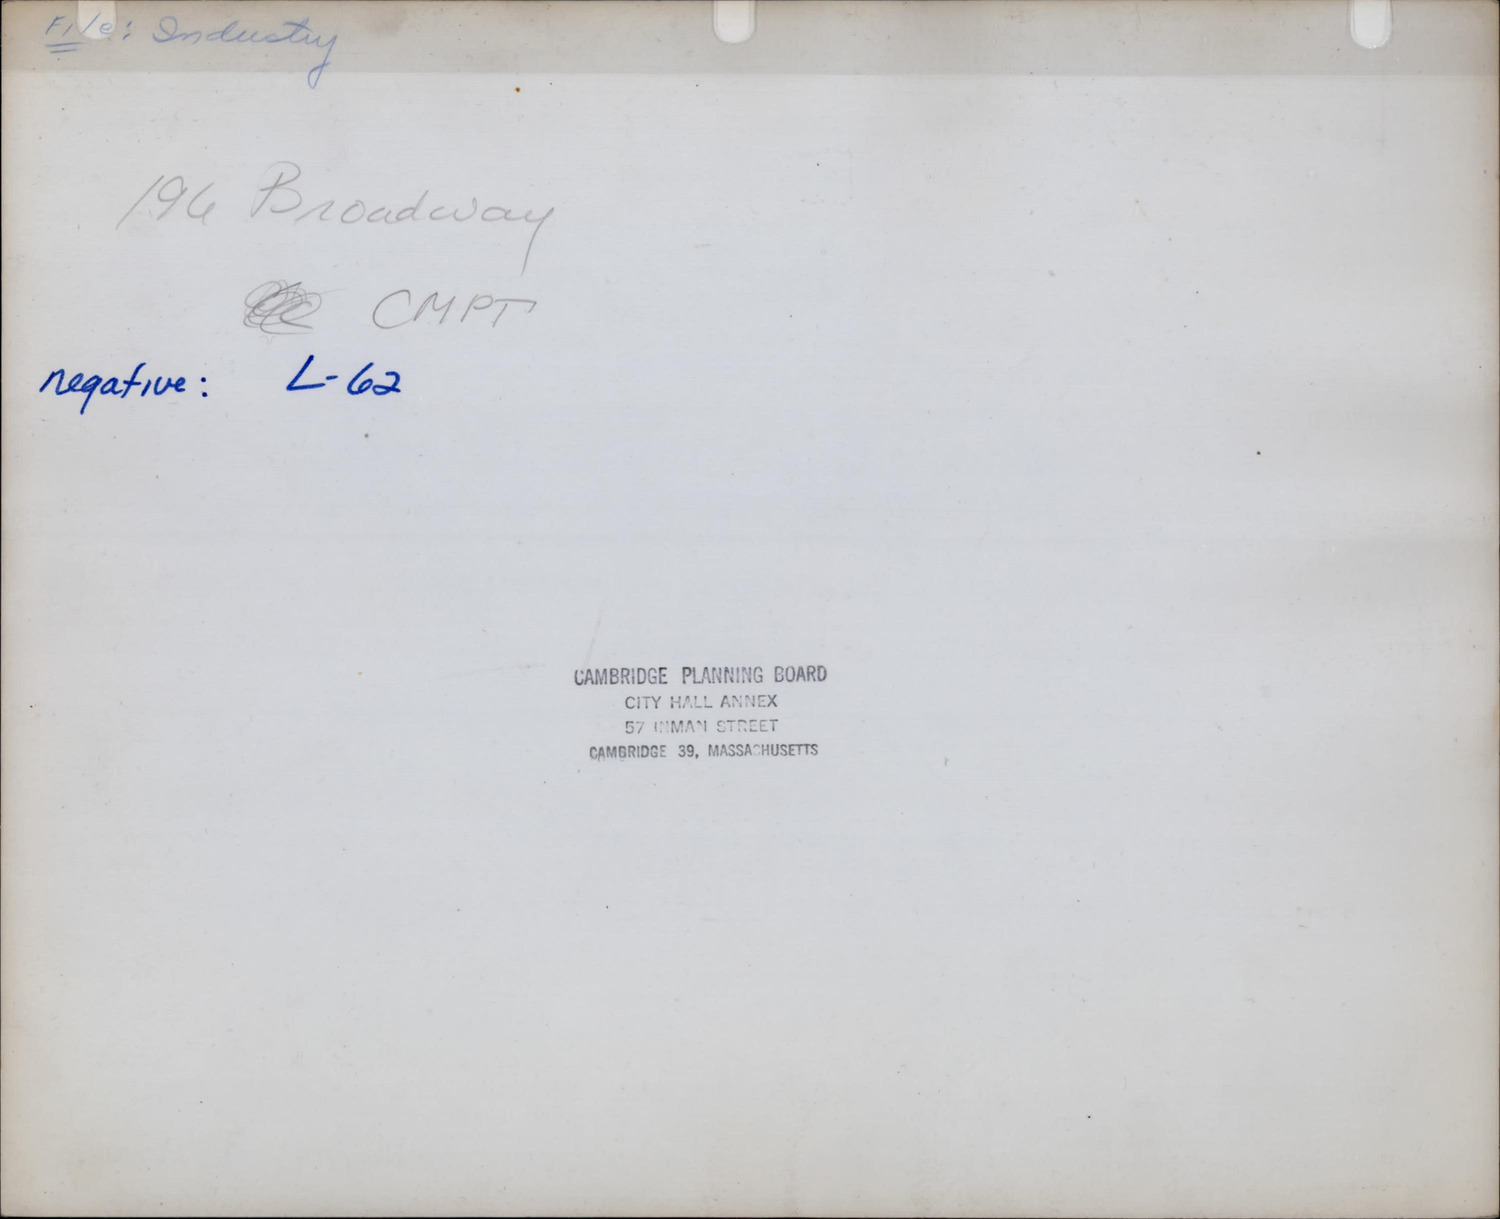 File: Industry
196 Broadway
CMPT
negative: L-62
CAMBRIDGE PLANNING BOARD
CITY HALL ANNEX
57 INMAN STREET
CAMBRIDGE 39, MASSACHUSETTS